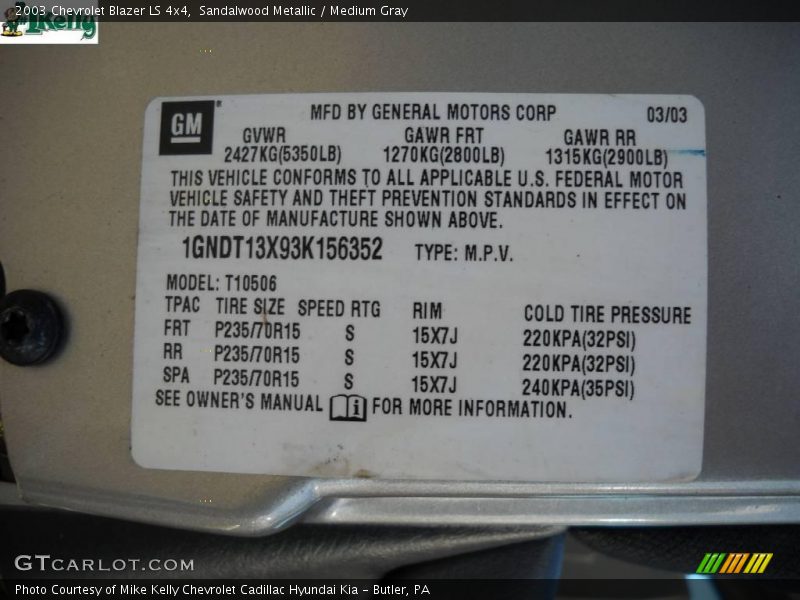 2003 Chevrolet Blazer LS 4x4,  Sandalwood Metallic / Medium Gray
Kelly
GM
MFD BY GENERAL MOTORS CORP 03/03
GVWR GAWR FRT GAWR RR
2427KG(5350LB) 1270KG(2800LB) 1315KG(2900LB)
THIS VEHICLE CONFORMS TO ALL APPLICABLE U.S. FEDERAL MOTOR
VEHICLE SAFETY AND THEFT PREVENTION STANDARDS IN EFFECT ON
THE DATE OF MANUFACTURE SHOWN ABOVE.
1GNDT13X93K156352 TYPE: M.P.V.
MODEL: T10506
TPAC TIRE SIZE SPEED RTG RIM COLD TIRE PRESSURE
FRT P235/70R15 S 15X7J 220KPA(32PSI)
RR P235/70R15 S 15X7J 220KPA(32PSI)
SPA P235/70R15 S 15X7J 240KPA(35PSI)
SEE OWNER'S MANUAL i FOR MORE INFORMATION.
GTCARLOT.COM
Photo Courtesy of Mike Kelly Chevrolet Cadillac Hyundai Kia – Butler, PA